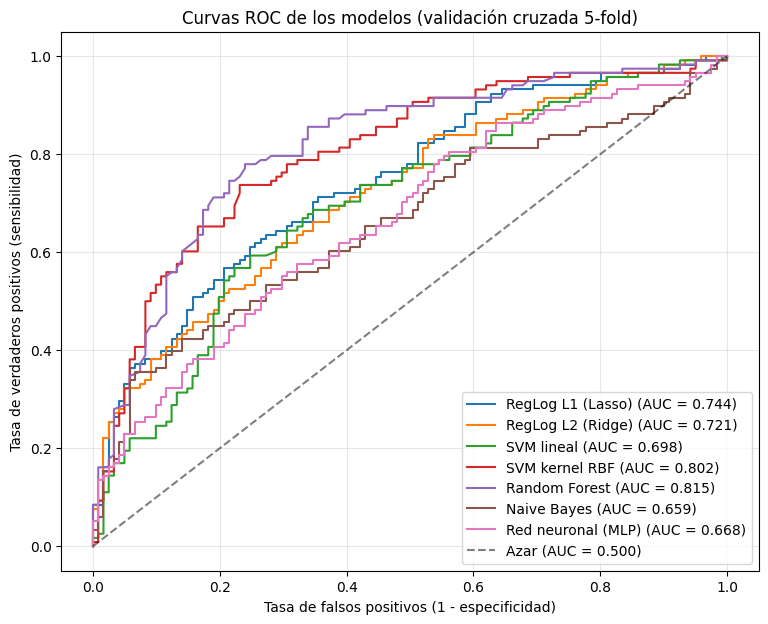 Curvas ROC de los modelos (validación cruzada 5-fold)
Tasa de verdaderos positivos (sensibilidad)
1.0
0.8
0.6
0.4
0.2
0.0
RegLog L1 (Lasso) (AUC = 0.744)
RegLog L2 (Ridge) (AUC = 0.721)
SVM lineal (AUC = 0.698)
SVM kernel RBF (AUC = 0.802)
Random Forest (AUC = 0.815)
Naive Bayes (AUC = 0.659)
Red neuronal (MLP) (AUC = 0.668)
Azar (AUC = 0.500)
0.0 0.2 0.4 0.6 0.8 1.0
Tasa de falsos positivos (1 - especificidad)